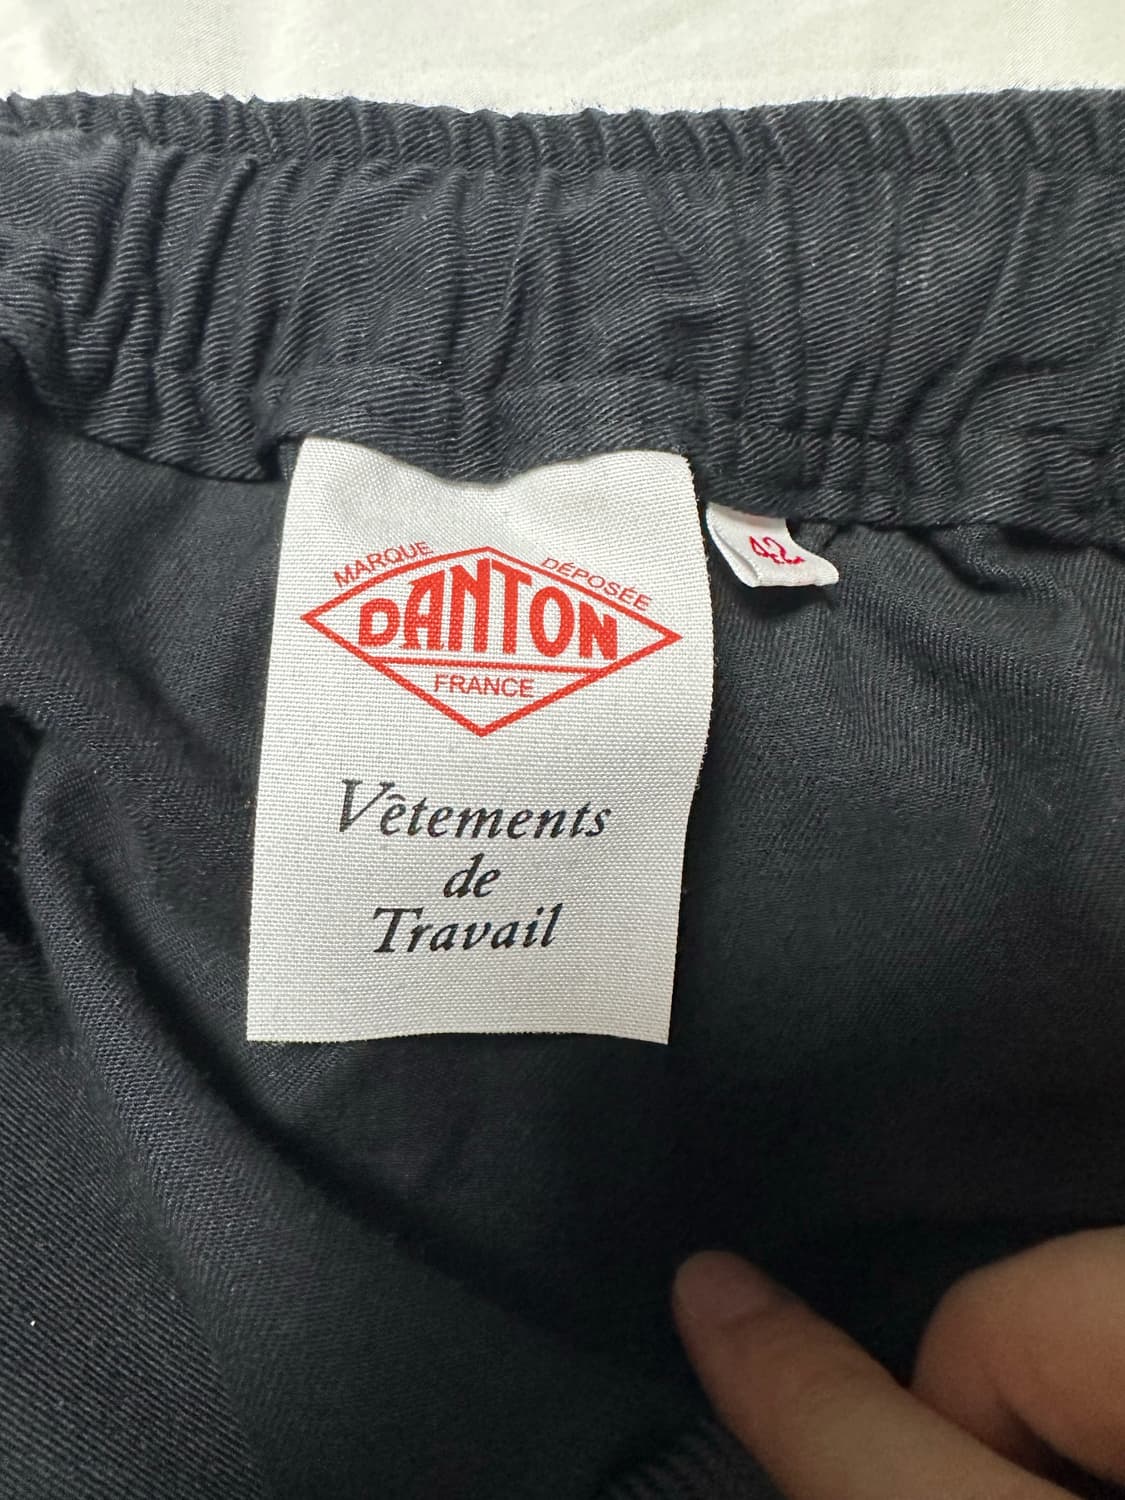 MARQUE DÉPOSÉE
DANTON
FRANCE
42
Vêtements
de
Travail